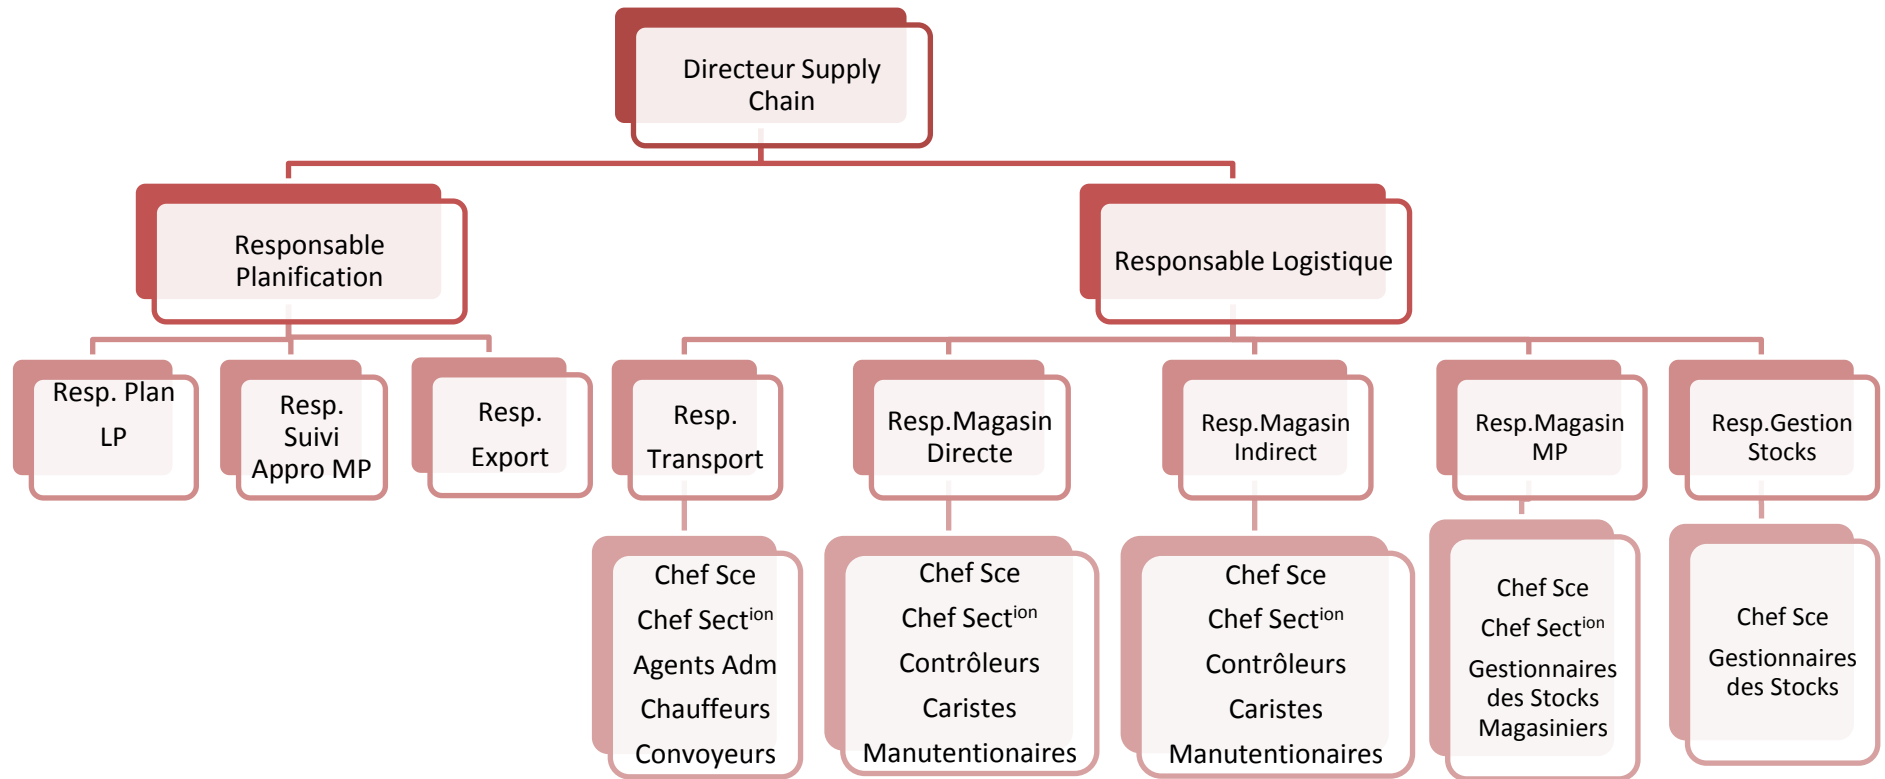 Directeur Supply
Chain
Responsable
Planification
Responsable Logistique
Resp. Plan
LP
Resp.
Suivi
Appro MP
Resp.
Export
Resp.
Transport
Resp.Magasin
Directe
Resp.Magasin
Indirect
Resp.Magasin
MP
Resp.Gestion
Stocks
Chef Sce
Chef Section
Agents Adm
Chauffeurs
Convoyeurs
Chef Sce
Chef Section
Contrôleurs
Caristes
Manutentionaires
Chef Sce
Chef Section
Contrôleurs
Caristes
Manutentionaires
Chef Sce
Chef Section
Gestionnaires
des Stocks
Magasiniers
Chef Sce
Gestionnaires
des Stocks